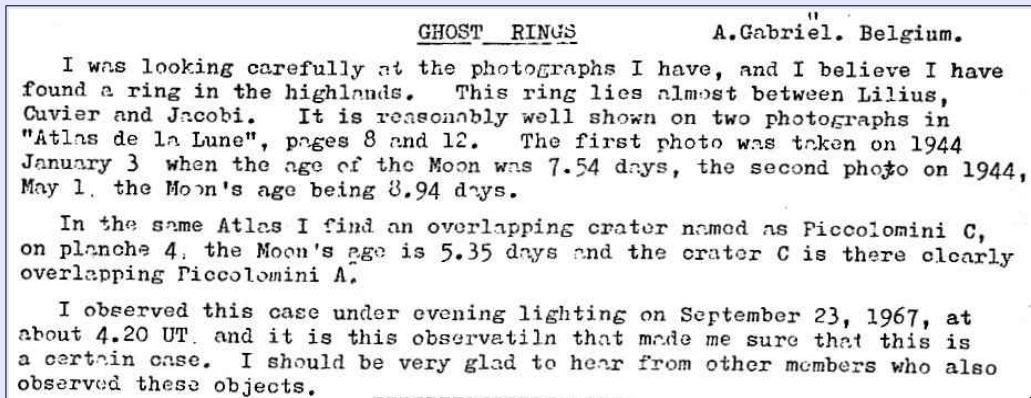 GHOST RINGS A.Gabriël. Belgium.
I was looking carefully at the photographs I have, and I believe I have
found a ring in the highlands. This ring lies almost between Lilius,
Cuvier and Jacobi. It is reasonably well shown on two photographs in
"Atlas de la Lune", pages 8 and 12. The first photo was taken on 1944
January 3 when the age of the Moon was 7.54 days, the second photo on 1944,
May 1. the Moon's age being 8.94 days.
In the same Atlas I find an overlapping crater named as Piccolomini C,
on planche 4, the Moon's age is 5.35 days and the crater C is there clearly
overlapping Piccolomini A.
I observed this case under evening lighting on September 23, 1967, at
about 4.20 UT. and it is this observatiln that made me sure that this is
a certain case. I should be very glad to hear from other members who also
observed these objects.